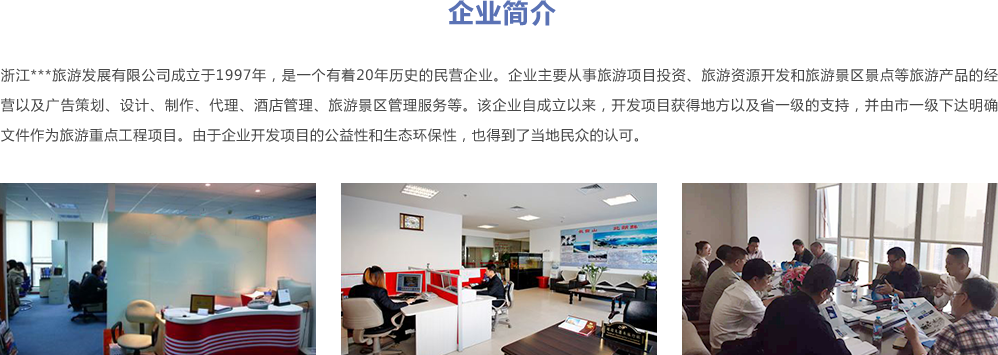 企业简介
浙江***旅游发展有限公司成立于1997年，是一个有着20年历史的民营企业。企业主要从事旅游项目投资、旅游资源开发和旅游景区景点等旅游产品的经
营以及广告策划、设计、制作、代理、酒店管理、旅游景区管理服务等。该企业自成立以来，开发项目获得地方以及省一级的支持，并由市一级下达明确
文件作为旅游重点工程项目。由于企业开发项目的公益性和生态环保性，也得到了当地民众的认可。